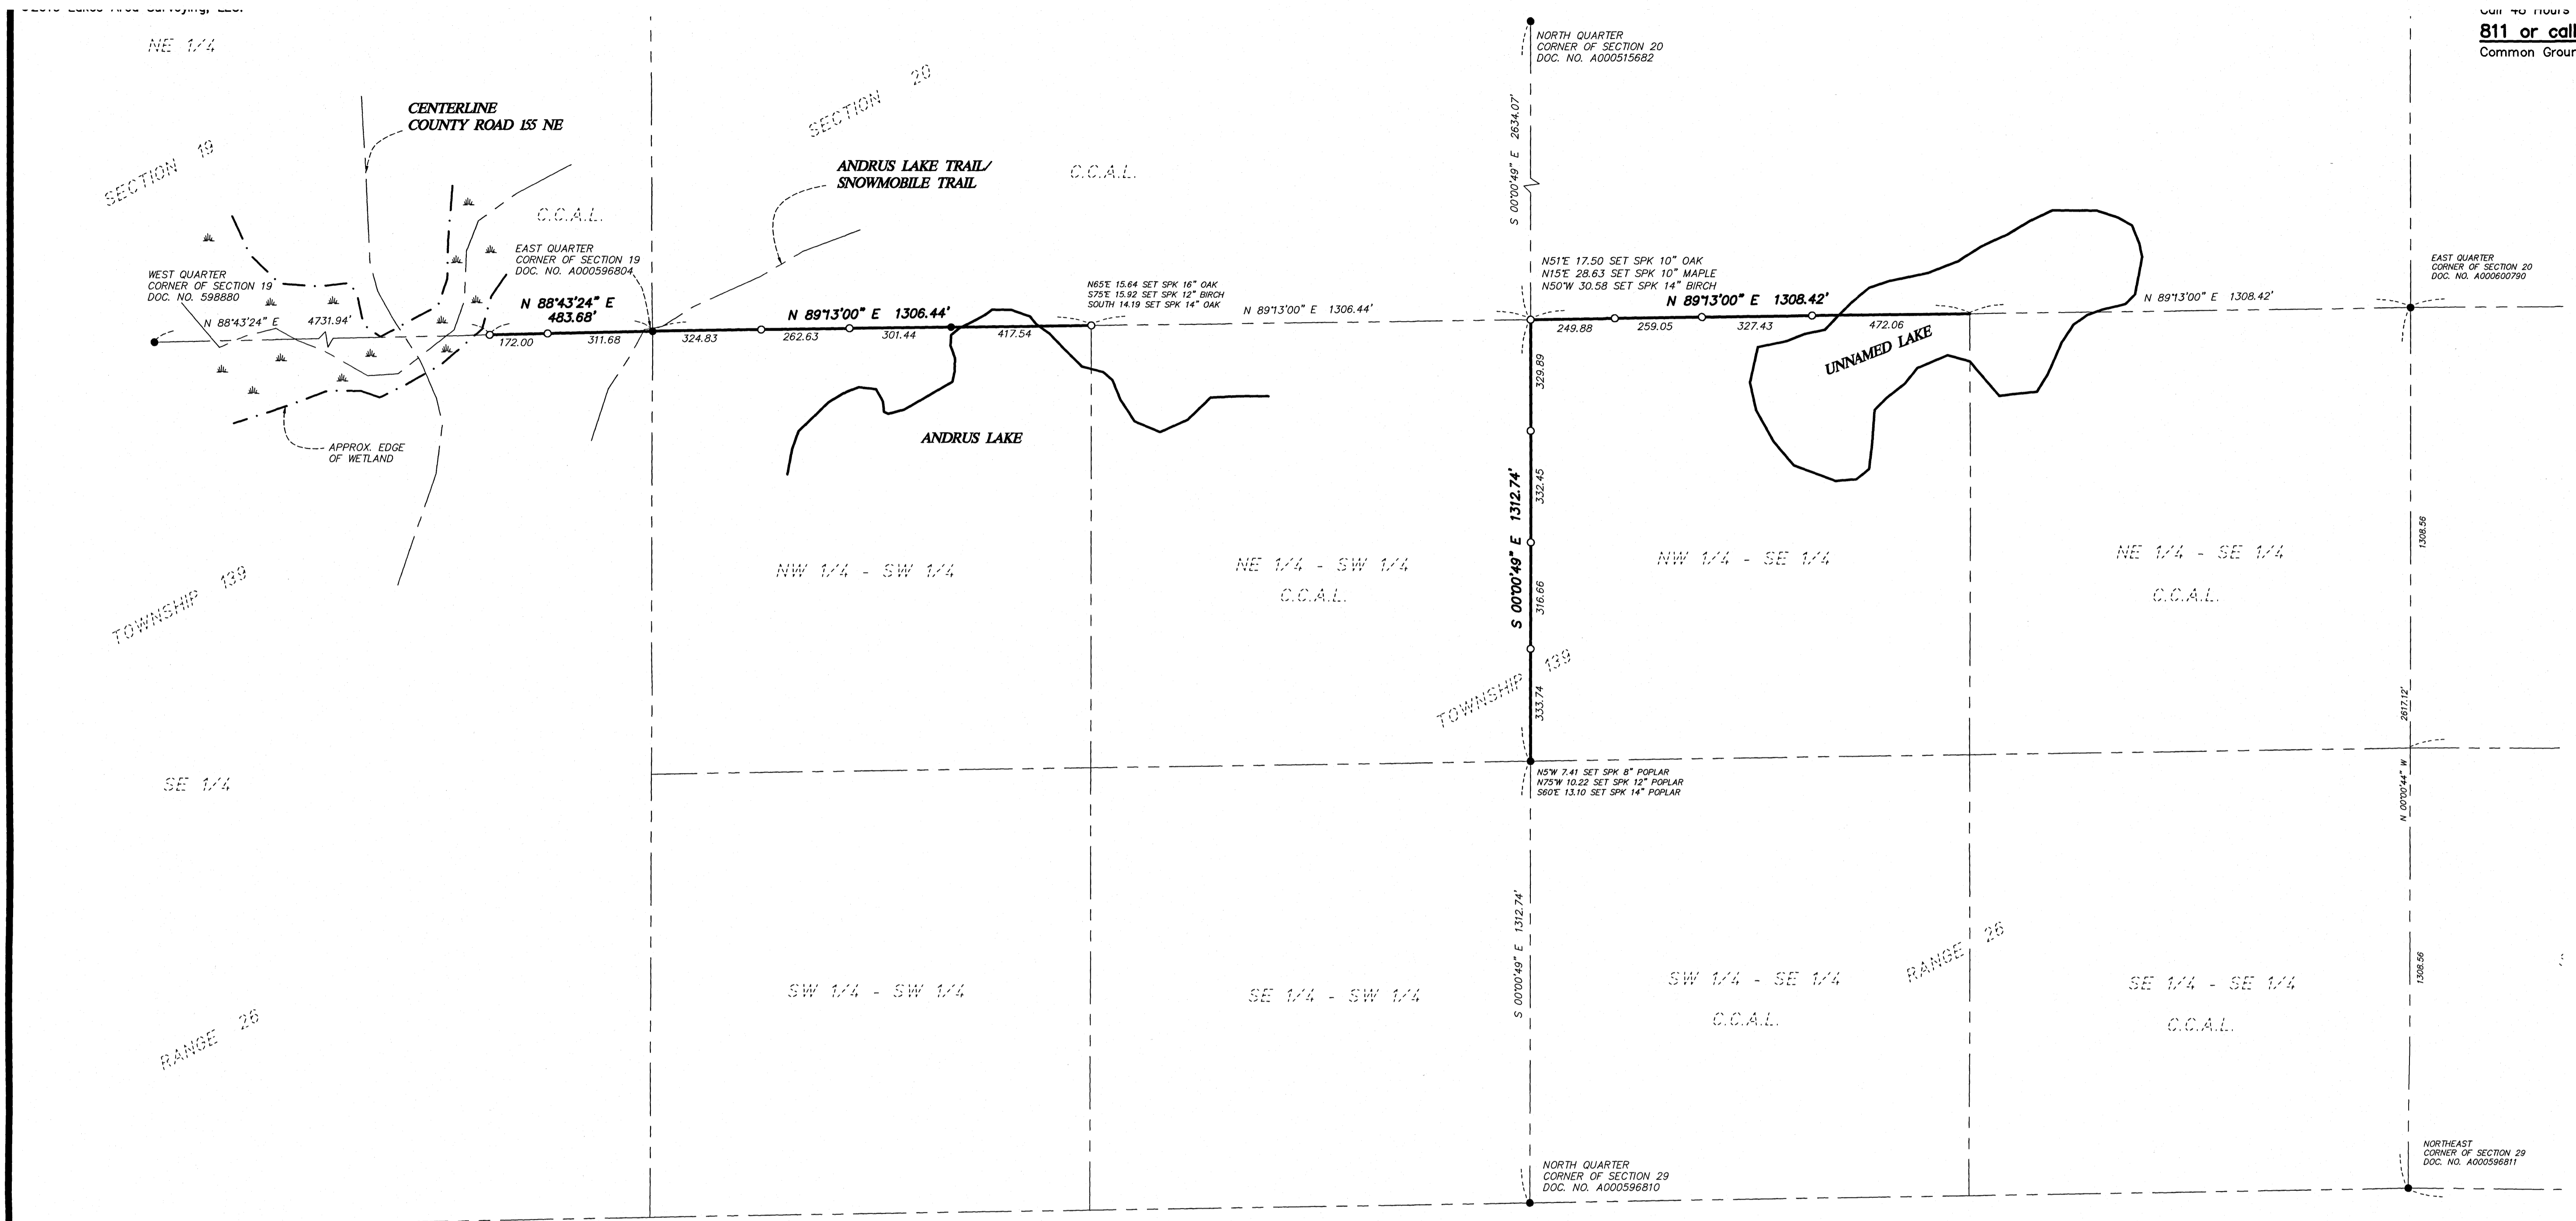 NE 1/4
CENTERLINE
COUNTY ROAD 155 NE
SECTION 19
SECTION 20
C.C.A.L.
ANDRUS LAKE TRAIL/
SNOWMOBILE TRAIL
C.C.A.L.
NORTH QUARTER
CORNER OF SECTION 20
DOC. NO. A000515682
811 or call
S 00°00'49" E 2634.07'
WEST QUARTER
CORNER OF SECTION 19
DOC. NO. 598880
EAST QUARTER
CORNER OF SECTION 19
DOC. NO. A000596804
N 88°43'24" E 4731.94'
N 88°43'24" E
483.68'
172.00
311.68
N 89°13'00" E 1306.44'
324.83
262.63
301.44
417.54
N65°E 15.64 SET SPK 16" OAK
S75°E 15.92 SET SPK 12" BIRCH
SOUTH 14.19 SET SPK 14" OAK
N 89°13'00" E 1306.44'
N51°E 17.50 SET SPK 10" OAK
N15°E 28.63 SET SPK 10" MAPLE
N50°W 30.58 SET SPK 14" BIRCH
N 89°13'00" E 1308.42'
249.88
259.05
327.43
472.06
UNNAMED LAKE
N 89°13'00" E 1308.42'
EAST QUARTER
CORNER OF SECTION 20
DOC. NO. A000600790
APPROX. EDGE
OF WETLAND
ANDRUS LAKE
329.89
332.45
316.66
333.74
S 00°00'49" E 1312.74'
TOWNSHIP 139
NW 1/4 - SW 1/4
NE 1/4 - SW 1/4
C.C.A.L.
NW 1/4 - SE 1/4
NE 1/4 - SE 1/4
C.C.A.L.
1308.56
TOWNSHIP 139
2617.12'
N 00°00'44" W
SE 1/4
N5°W 7.41 SET SPK 8" POPLAR
N75°W 10.22 SET SPK 12" POPLAR
S60°E 13.10 SET SPK 14" POPLAR
S 00°00'49" E 1312.74'
RANGE 26
SW 1/4 - SW 1/4
SE 1/4 - SW 1/4
SW 1/4 - SE 1/4
C.C.A.L.
RANGE 26
SE 1/4 - SE 1/4
C.C.A.L.
1308.56
NORTH QUARTER
CORNER OF SECTION 29
DOC. NO. A000596810
NORTHEAST
CORNER OF SECTION 29
DOC. NO. A000596811